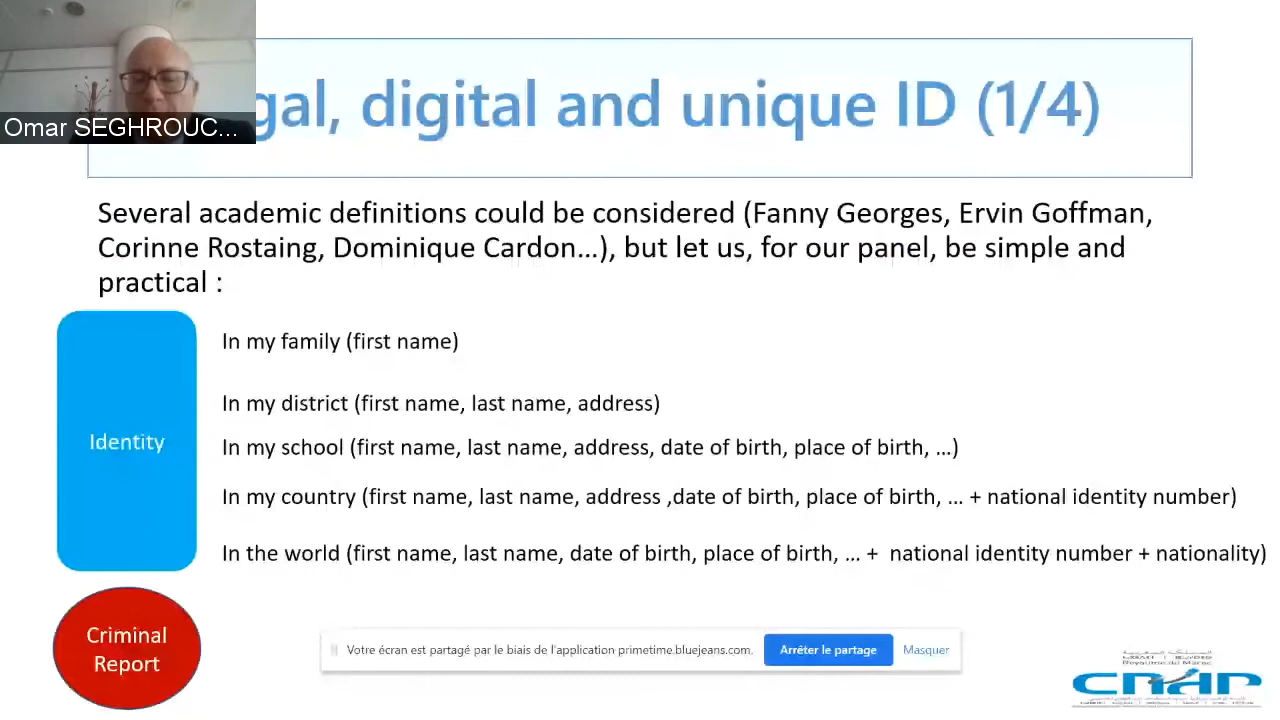 Omar SEGHROUC...
gal, digital and unique ID (1/4)
Several academic definitions could be considered (Fanny Georges, Ervin Goffman,
Corinne Rostaing, Dominique Cardon...), but let us, for our panel, be simple and
practical :
In my family (first name)
In my district (first name, last name, address)
Identity
In my school (first name, last name, address, date of birth, place of birth, ...)
In my country (first name, last name, address ,date of birth, place of birth, ... + national identity number)
In the world (first name, last name, date of birth, place of birth, ... + national identity number + nationality)
Criminal
Report
Votre écran est partagé par le biais de l'application primetime.bluejeans.com. Arrêter le partage Masquer
Royaume du Maroc
cndp